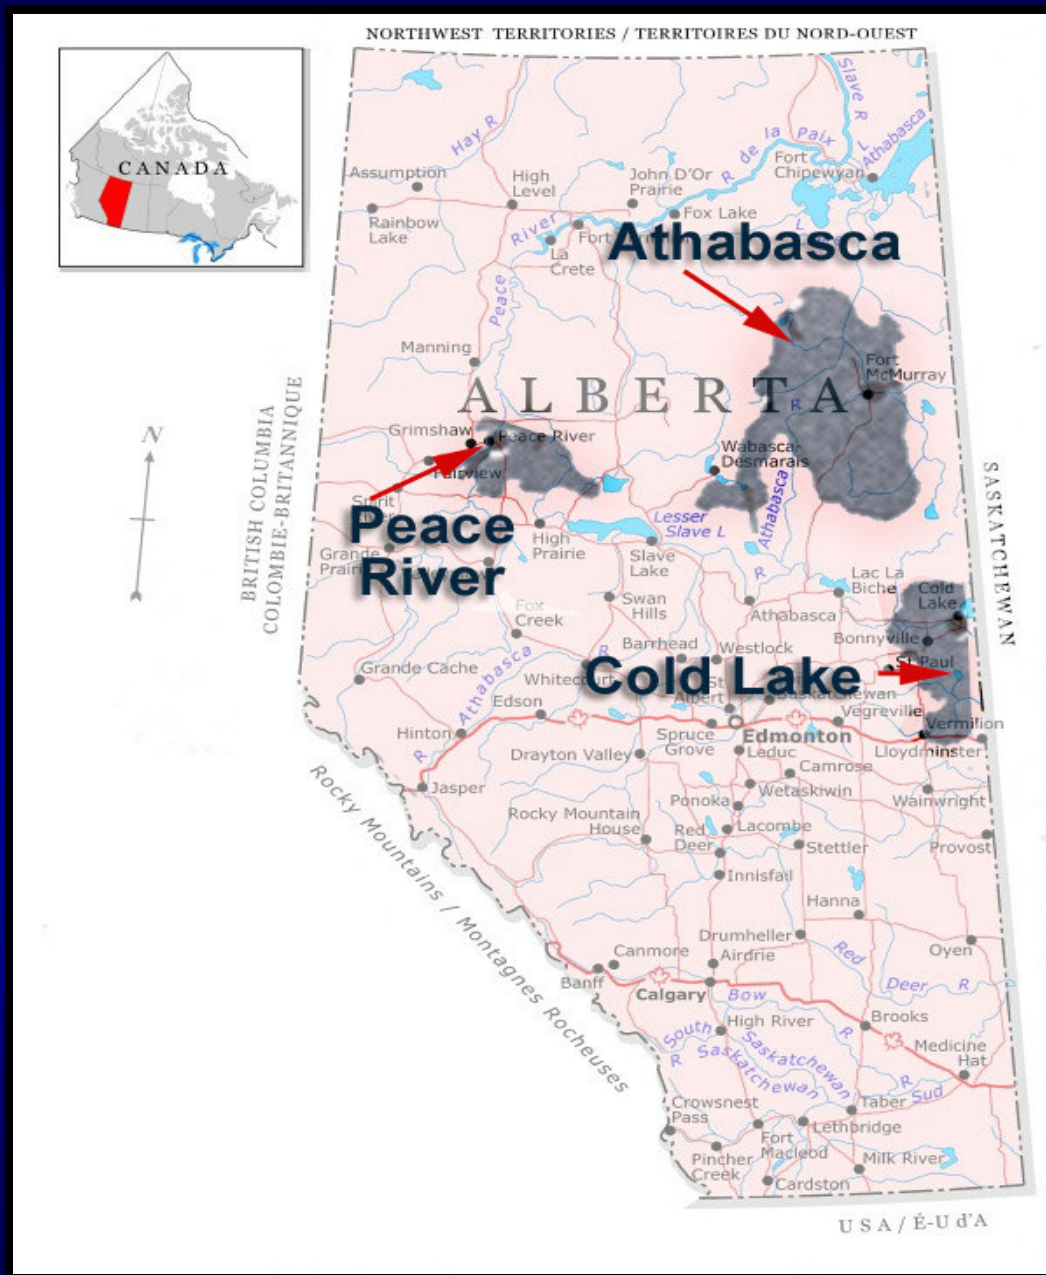 NORTHWEST TERRITORIES / TERRITOIRES DU NORD-OUEST
CANADA
Slave R
Hay R
R de la Paix
L Athabasca
Fort
Chipewyan
Assumption
High
Level
John D'Or
Prairie
Rainbow
Lake
Fox Lake
River
Fort
La
Crete
L
Athabasca
Peace
Manning
Fort
McMurray
ALBERTA
R
BRITISH COLUMBIA
COLOMBIE-BRITANNIQUE
N
Grimshaw
Peace River
Fairview
Wabasca-
Desmarais
SASKATCHEWAN
Spirit
Peace
River
Lesser
Slave L
Athabasca
R
High
Prairie
Slave
Lake
Grande
Prairie
Lac La
Biche
Cold
Lake
Fox
Creek
Swan
Hills
Athabasca
R
Barrhead
Westlock
Bonnyville
St Paul
Grande Cache
Athabasca
R
Whitecourt
Cold Lake
St
Albert
Saskatchewan
Edson
Vegreville
Vermilion
Hinton
Spruce
Grove
Edmonton
Drayton Valley
Leduc
Lloydminster
Camrose
Jasper
Wetaskiwin
Wainwright
Ponoka
Rocky Mountain
House
Red
Deer
Lacombe
Stettler
Provost
Innisfail
Rocky Mountains / Montagnes Rocheuses
Hanna
Drumheller
Oyen
Canmore
Airdrie
Red
Deer R
Banff
Calgary
Bow
R
Brooks
High River
South
Saskatchewan
R
Saskatchewan
Sud
R
Medicine
Hat
Taber
Crowsnest
Pass
Lethbridge
Fort
Macleod
Pincher
Creek
Milk River
Cardston
USA / É-U d'A